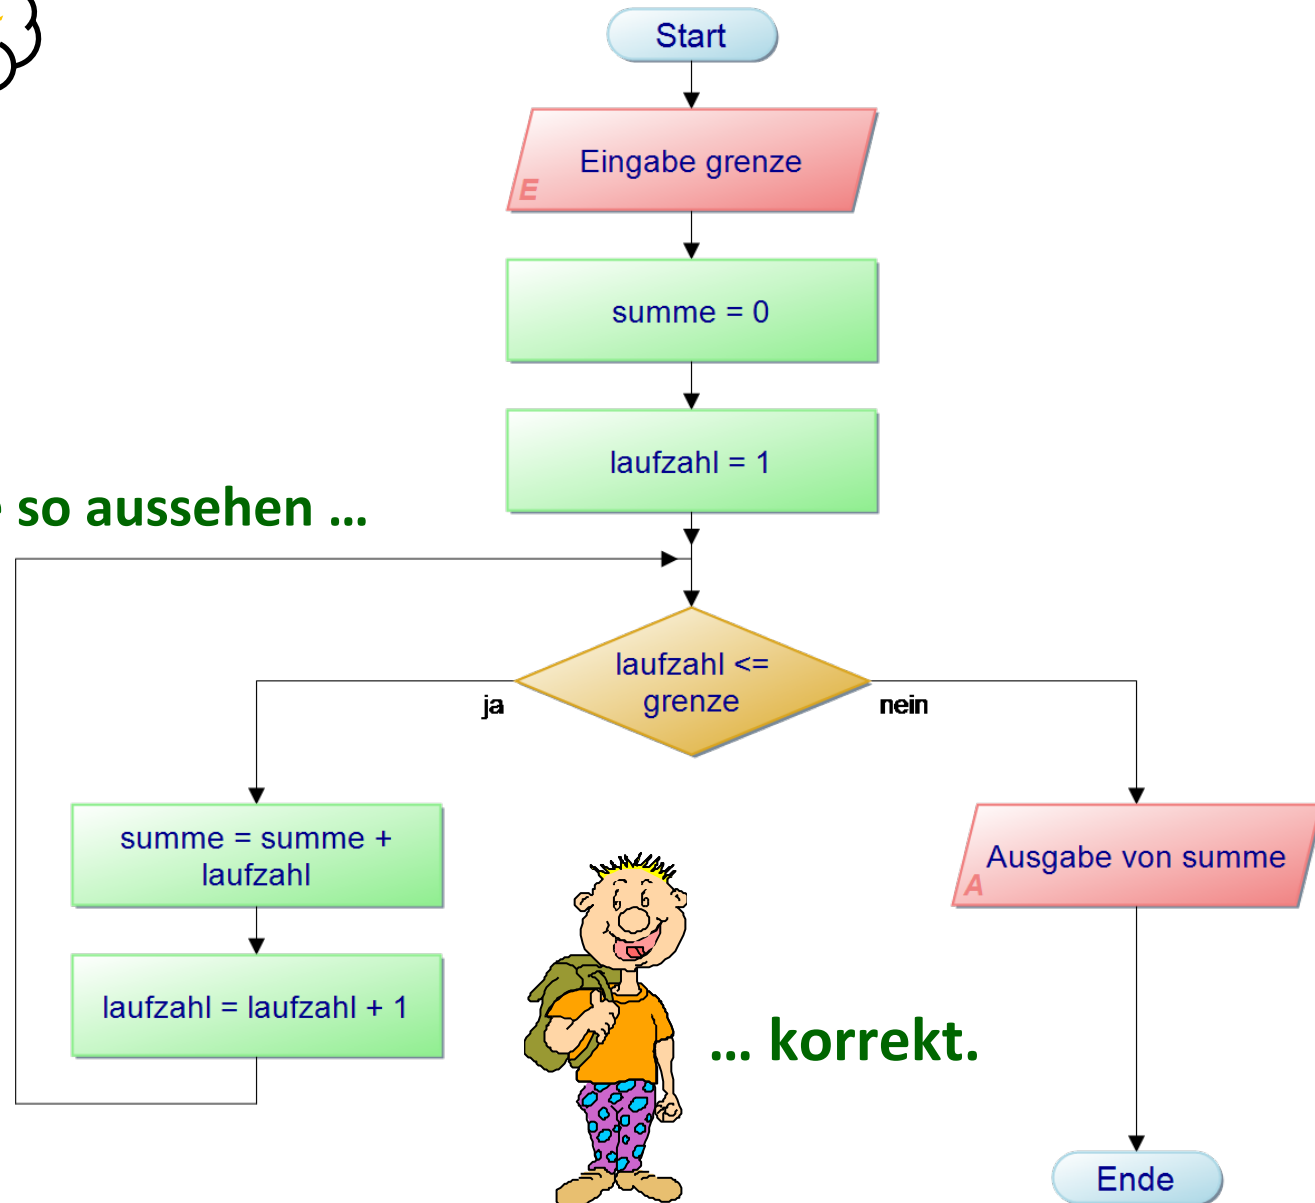 Start
Eingabe grenze
E
summe = 0
laufzahl = 1
so aussehen ...
laufzahl <=
grenze
ja
nein
summe = summe +
laufzahl
Ausgabe von summe
A
laufzahl = laufzahl + 1
... korrekt.
Ende